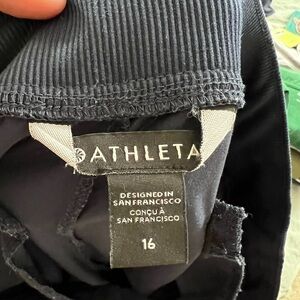 ATHLETA
DESIGNED IN
SAN FRANCISCO
CONÇU À
SAN FRANCISCO
16